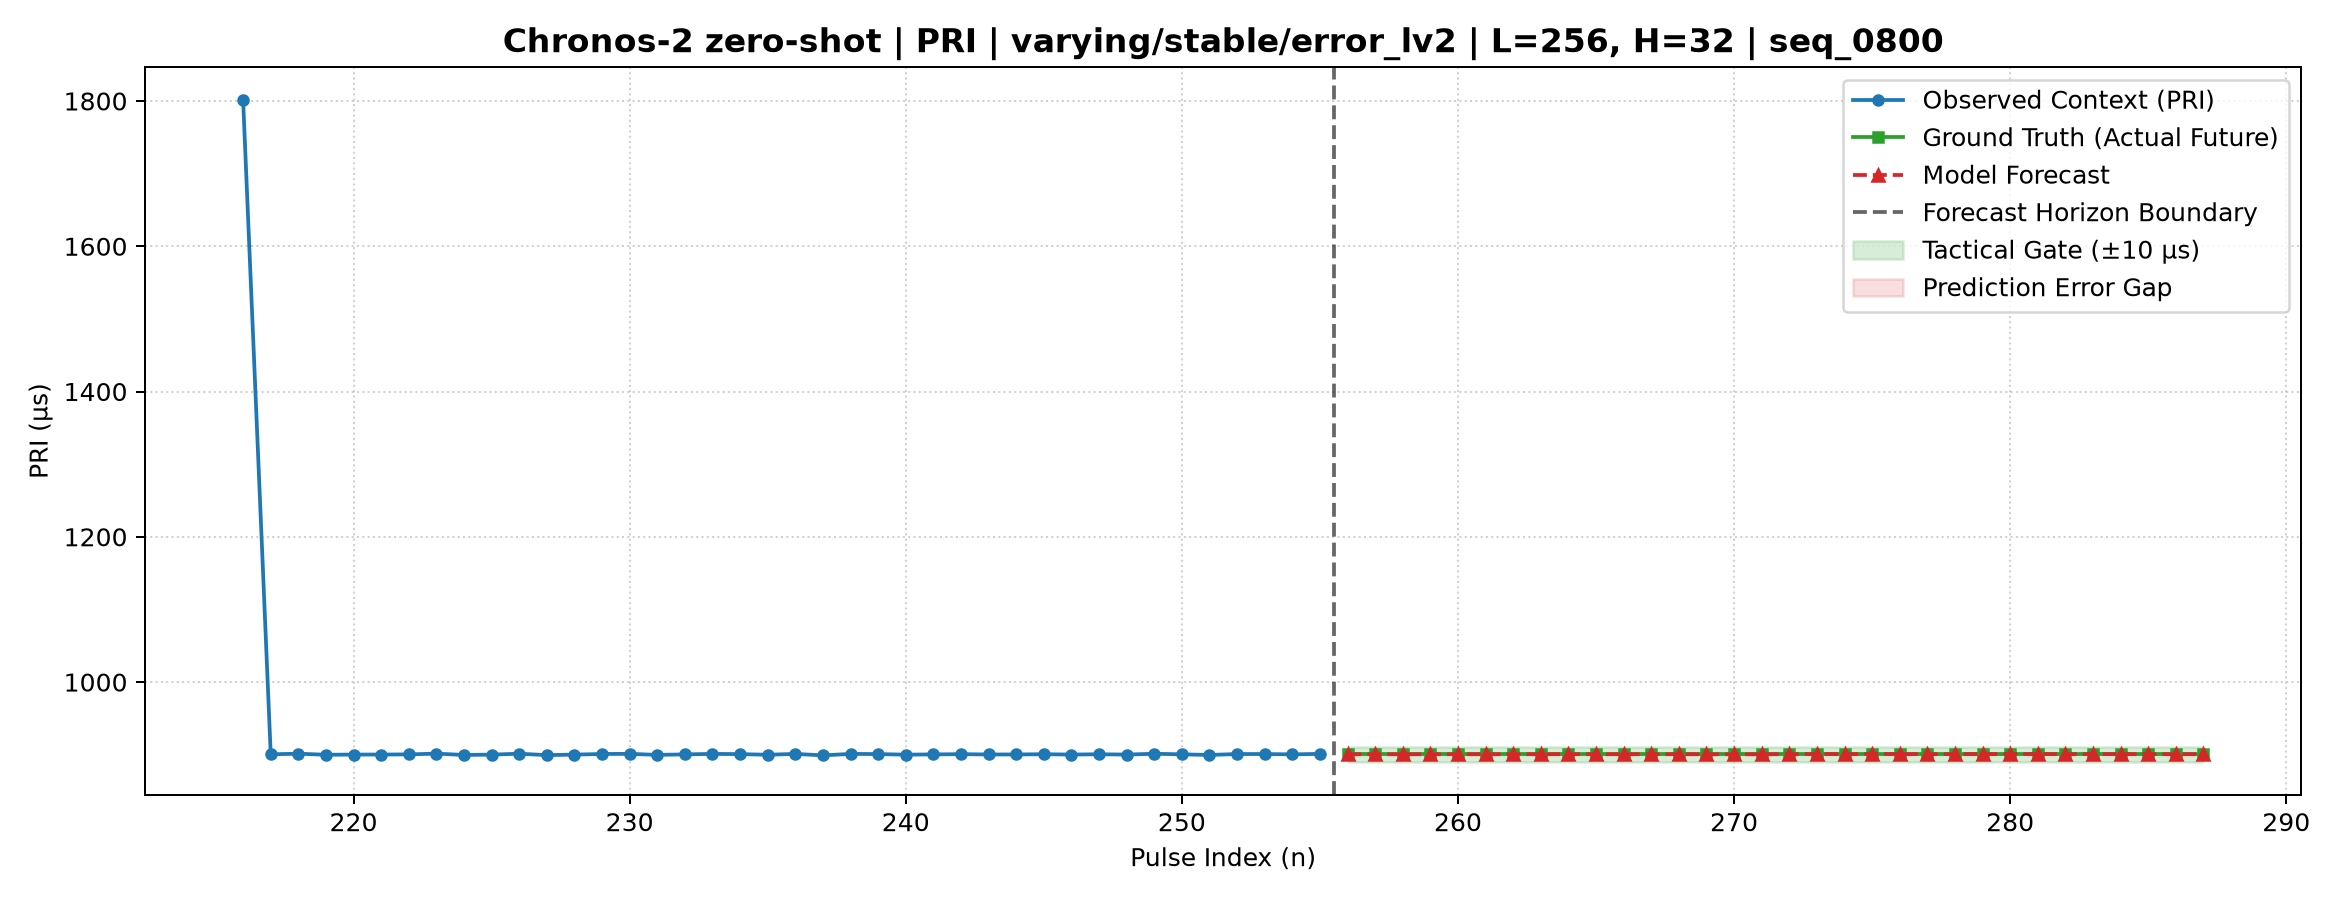 Chronos-2 zero-shot | PRI | varying/stable/error_lv2 | L=256, H=32 | seq_0800
PRI (µs)
1800
1600
1400
1200
1000
Observed Context (PRI)
Ground Truth (Actual Future)
Model Forecast
Forecast Horizon Boundary
Tactical Gate (±10 µs)
Prediction Error Gap
220
230
240
250
260
270
280
290
Pulse Index (n)